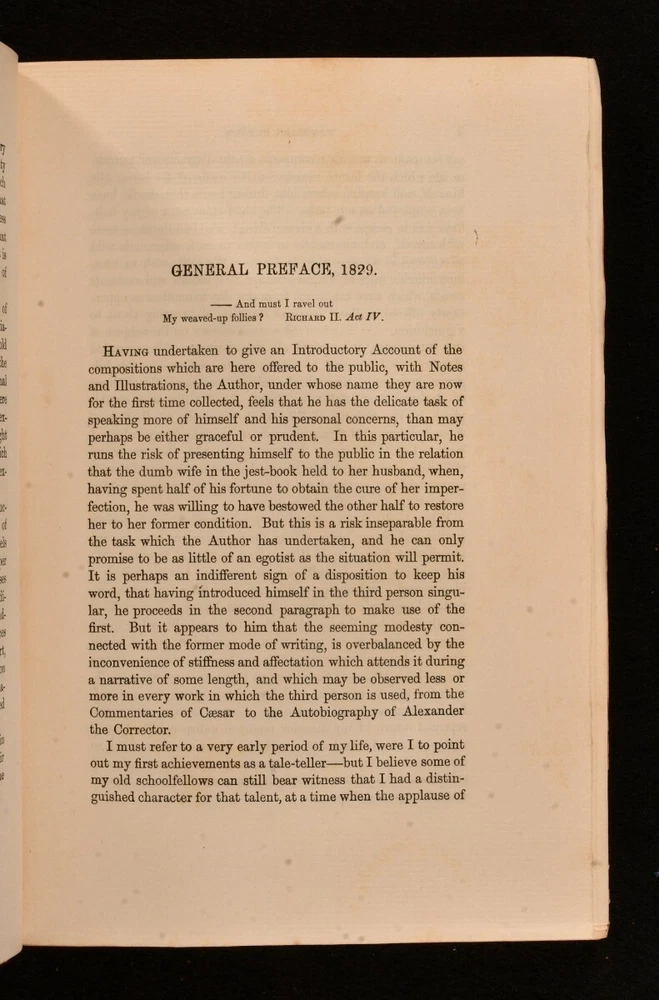 GENERAL PREFACE, 1829.
—— And must I ravel out
My weaved-up follies? RICHARD II. Act IV.
HAVING undertaken to give an Introductory Account of the
compositions which are here offered to the public, with Notes
and Illustrations, the Author, under whose name they are now
for the first time collected, feels that he has the delicate task of
speaking more of himself and his personal concerns, than may
perhaps be either graceful or prudent. In this particular, he
runs the risk of presenting himself to the public in the relation
that the dumb wife in the jest-book held to her husband, when,
having spent half of his fortune to obtain the cure of her imper-
fection, he was willing to have bestowed the other half to restore
her to her former condition. But this is a risk inseparable from
the task which the Author has undertaken, and he can only
promise to be as little of an egotist as the situation will permit.
It is perhaps an indifferent sign of a disposition to keep his
word, that having introduced himself in the third person singu-
lar, he proceeds in the second paragraph to make use of the
first. But it appears to him that the seeming modesty con-
nected with the former mode of writing, is overbalanced by the
inconvenience of stiffness and affectation which attends it during
a narrative of some length, and which may be observed less or
more in every work in which the third person is used, from the
Commentaries of Cæsar to the Autobiography of Alexander
the Corrector.
I must refer to a very early period of my life, were I to point
out my first achievements as a tale-teller—but I believe some of
my old schoolfellows can still bear witness that I had a distin-
guished character for that talent, at a time when the applause of